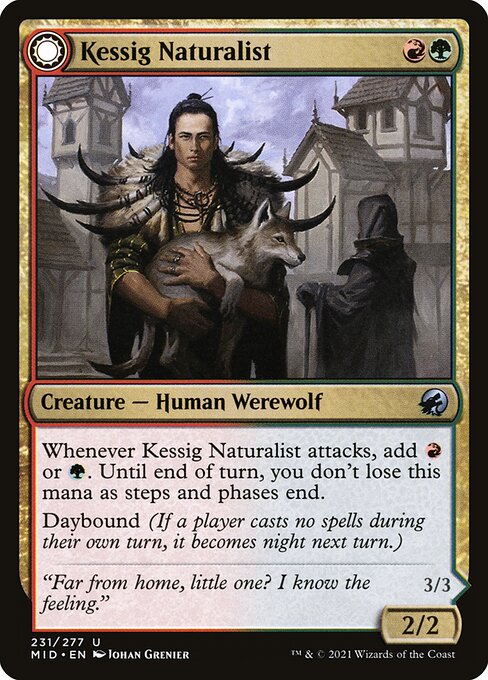 Kessig Naturalist
Creature — Human Werewolf
Whenever Kessig Naturalist attacks, add
or . Until end of turn, you don't lose this
mana as steps and phases end.
Daybound (If a player casts no spells during
their own turn, it becomes night next turn.)
"Far from home, little one? I know the
feeling."
3/3
2/2
231/277 U
MID • EN Johan Grenier
™ & © 2021 Wizards of the Coast